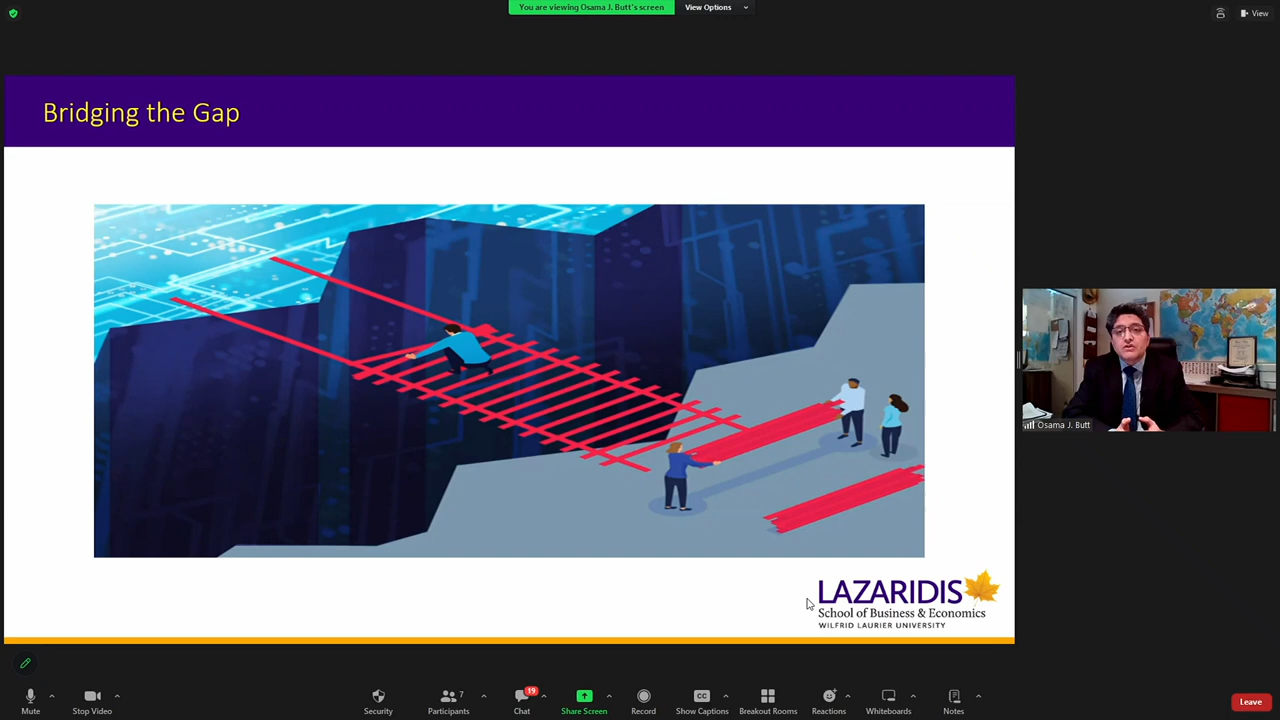 You are viewing Osama J. Butt's screen
View Options
View
Bridging the Gap
Osama J. Butt
LAZARIDIS
School of Business & Economics
WILFRID LAURIER UNIVERSITY
Mute
Stop Video
Security
Participants
7
Chat
19
Share Screen
Record
CC
Show Captions
Breakout Rooms
Reactions
Whiteboards
Notes
Leave